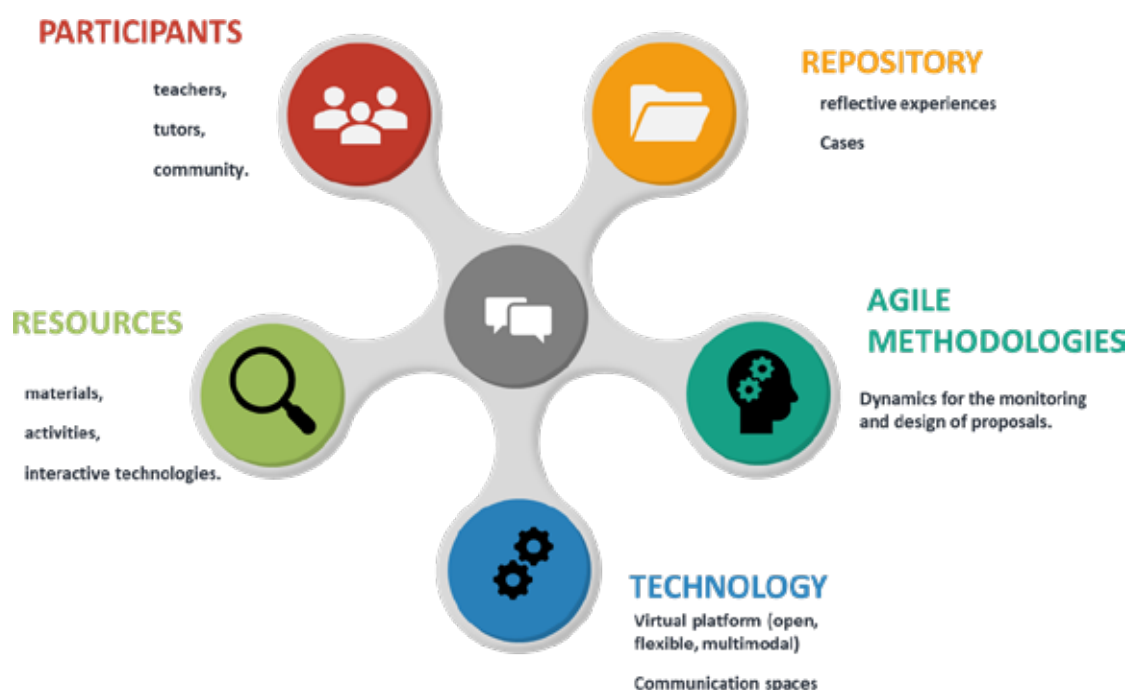 PARTICIPANTS
teachers,
tutors,
community.
REPOSITORY
reflective experiences
Cases
RESOURCES
materials,
activities,
interactive technologies.
AGILE
METHODOLOGIES
Dynamics for the monitoring
and design of proposals.
TECHNOLOGY
Virtual platform (open,
flexible, multimodal)
Communication spaces